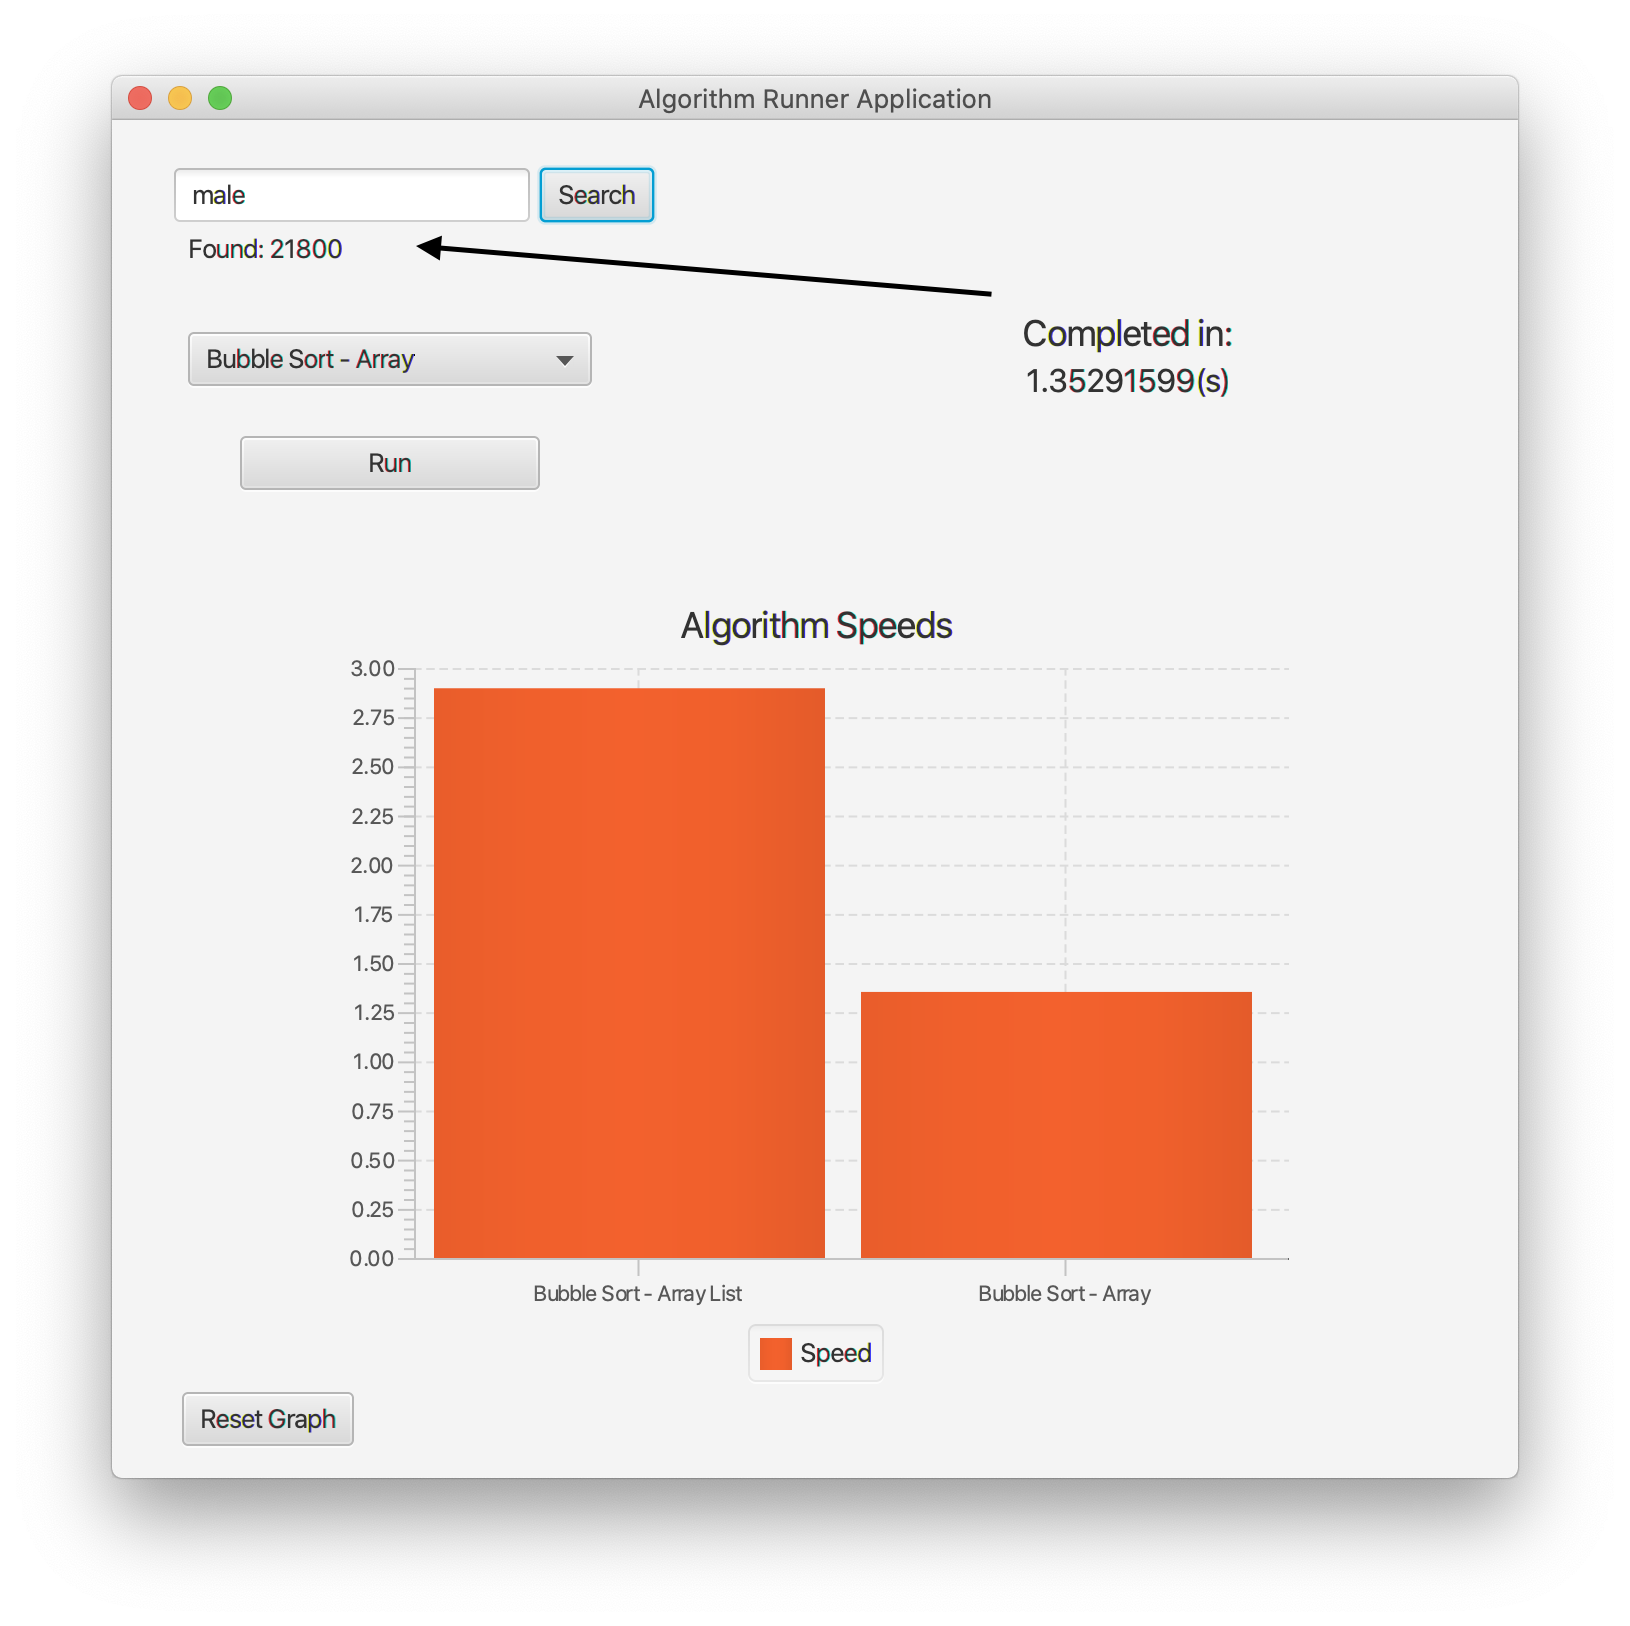 Algorithm Runner Application
male
Search
Found: 21800
Completed in:
1.35291599(s)
Bubble Sort - Array
Run
Algorithm Speeds
3.00
2.75
2.50
2.25
2.00
1.75
1.50
1.25
1.00
0.75
0.50
0.25
0.00
Bubble Sort - Array List
Bubble Sort - Array
Speed
Reset Graph